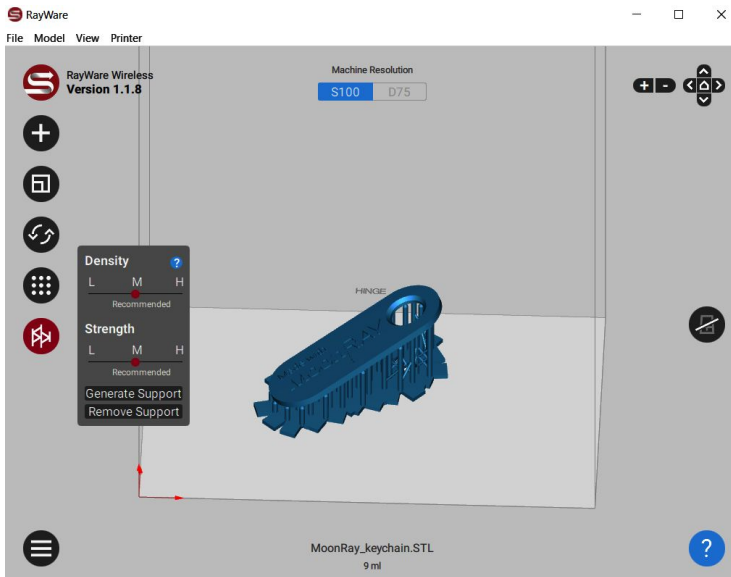 RayWare
File Model View Printer
RayWare Wireless
Version 1.1.8
Machine Resolution
S100 D75
Density ?
L M H
Recommended
Strength
L M H
Recommended
Generate Support
Remove Support
HINGE
MoonRay
MoonRay_keychain.STL
9 ml
?